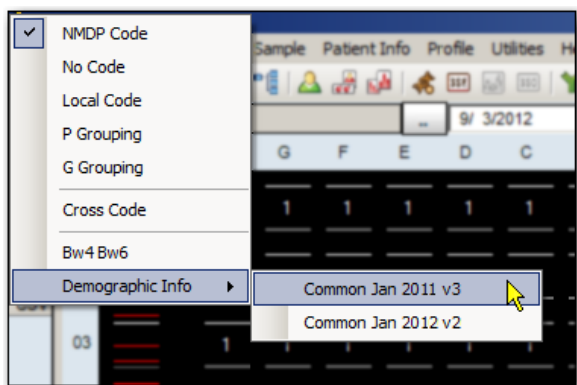 NMDP Code
No Code
Local Code
P Grouping
G Grouping
Cross Code
Bw4 Bw6
Demographic Info
Common Jan 2011 v3
Common Jan 2012 v2
Sample Patient Info Profile Utilities
SSP
.. 9/ 3/2012
G F E D C
1 1 1 1 1
03 1